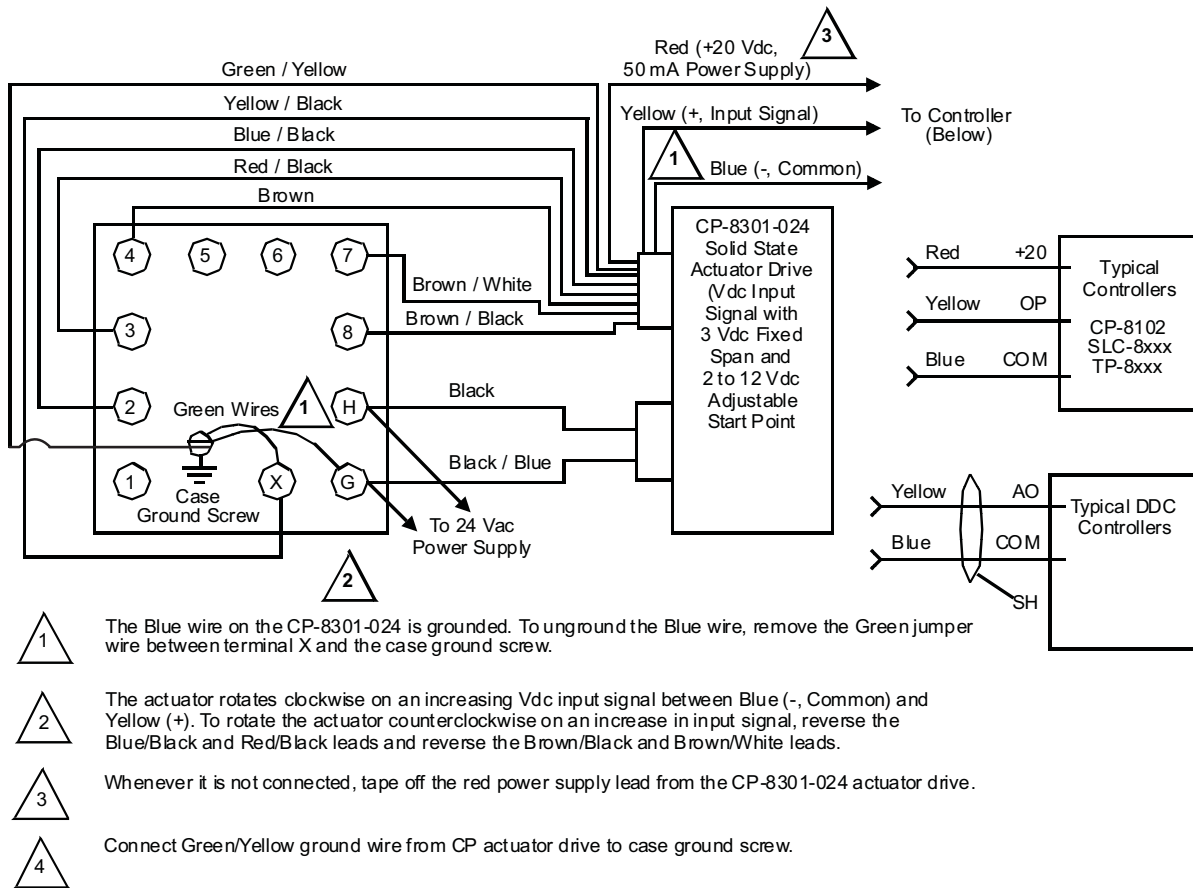 Green / Yellow
Yellow / Black
Blue / Black
Red / Black
Brown
Red (+20 Vdc,
50 mA Power Supply)
3
Yellow (+, Input Signal)
1
Blue (-, Common)
To Controller
(Below)
4
5
6
7
Brown / White
3
8
Brown / Black
2
Green Wires
1
H
Black
1
Case
Ground Screw
X
G
Black / Blue
To 24 Vac
Power Supply
2
CP-8301-024
Solid State
Actuator Drive
(Vdc Input
Signal with
3 Vdc Fixed
Span and
2 to 12 Vdc
Adjustable
Start Point
Red +20
Yellow OP
Blue COM
Typical
Controllers
CP-8102
SLC-8xxx
TP-8xxx
Yellow AO
Blue COM
SH
Typical DDC
Controllers
1
The Blue wire on the CP-8301-024 is grounded. To unground the Blue wire, remove the Green jumper
wire between terminal X and the case ground screw.
2
The actuator rotates clockwise on an increasing Vdc input signal between Blue (-, Common) and
Yellow (+). To rotate the actuator counterclockwise on an increase in input signal, reverse the
Blue/Black and Red/Black leads and reverse the Brown/Black and Brown/White leads.
3
Whenever it is not connected, tape off the red power supply lead from the CP-8301-024 actuator drive.
4
Connect Green/Yellow ground wire from CP actuator drive to case ground screw.